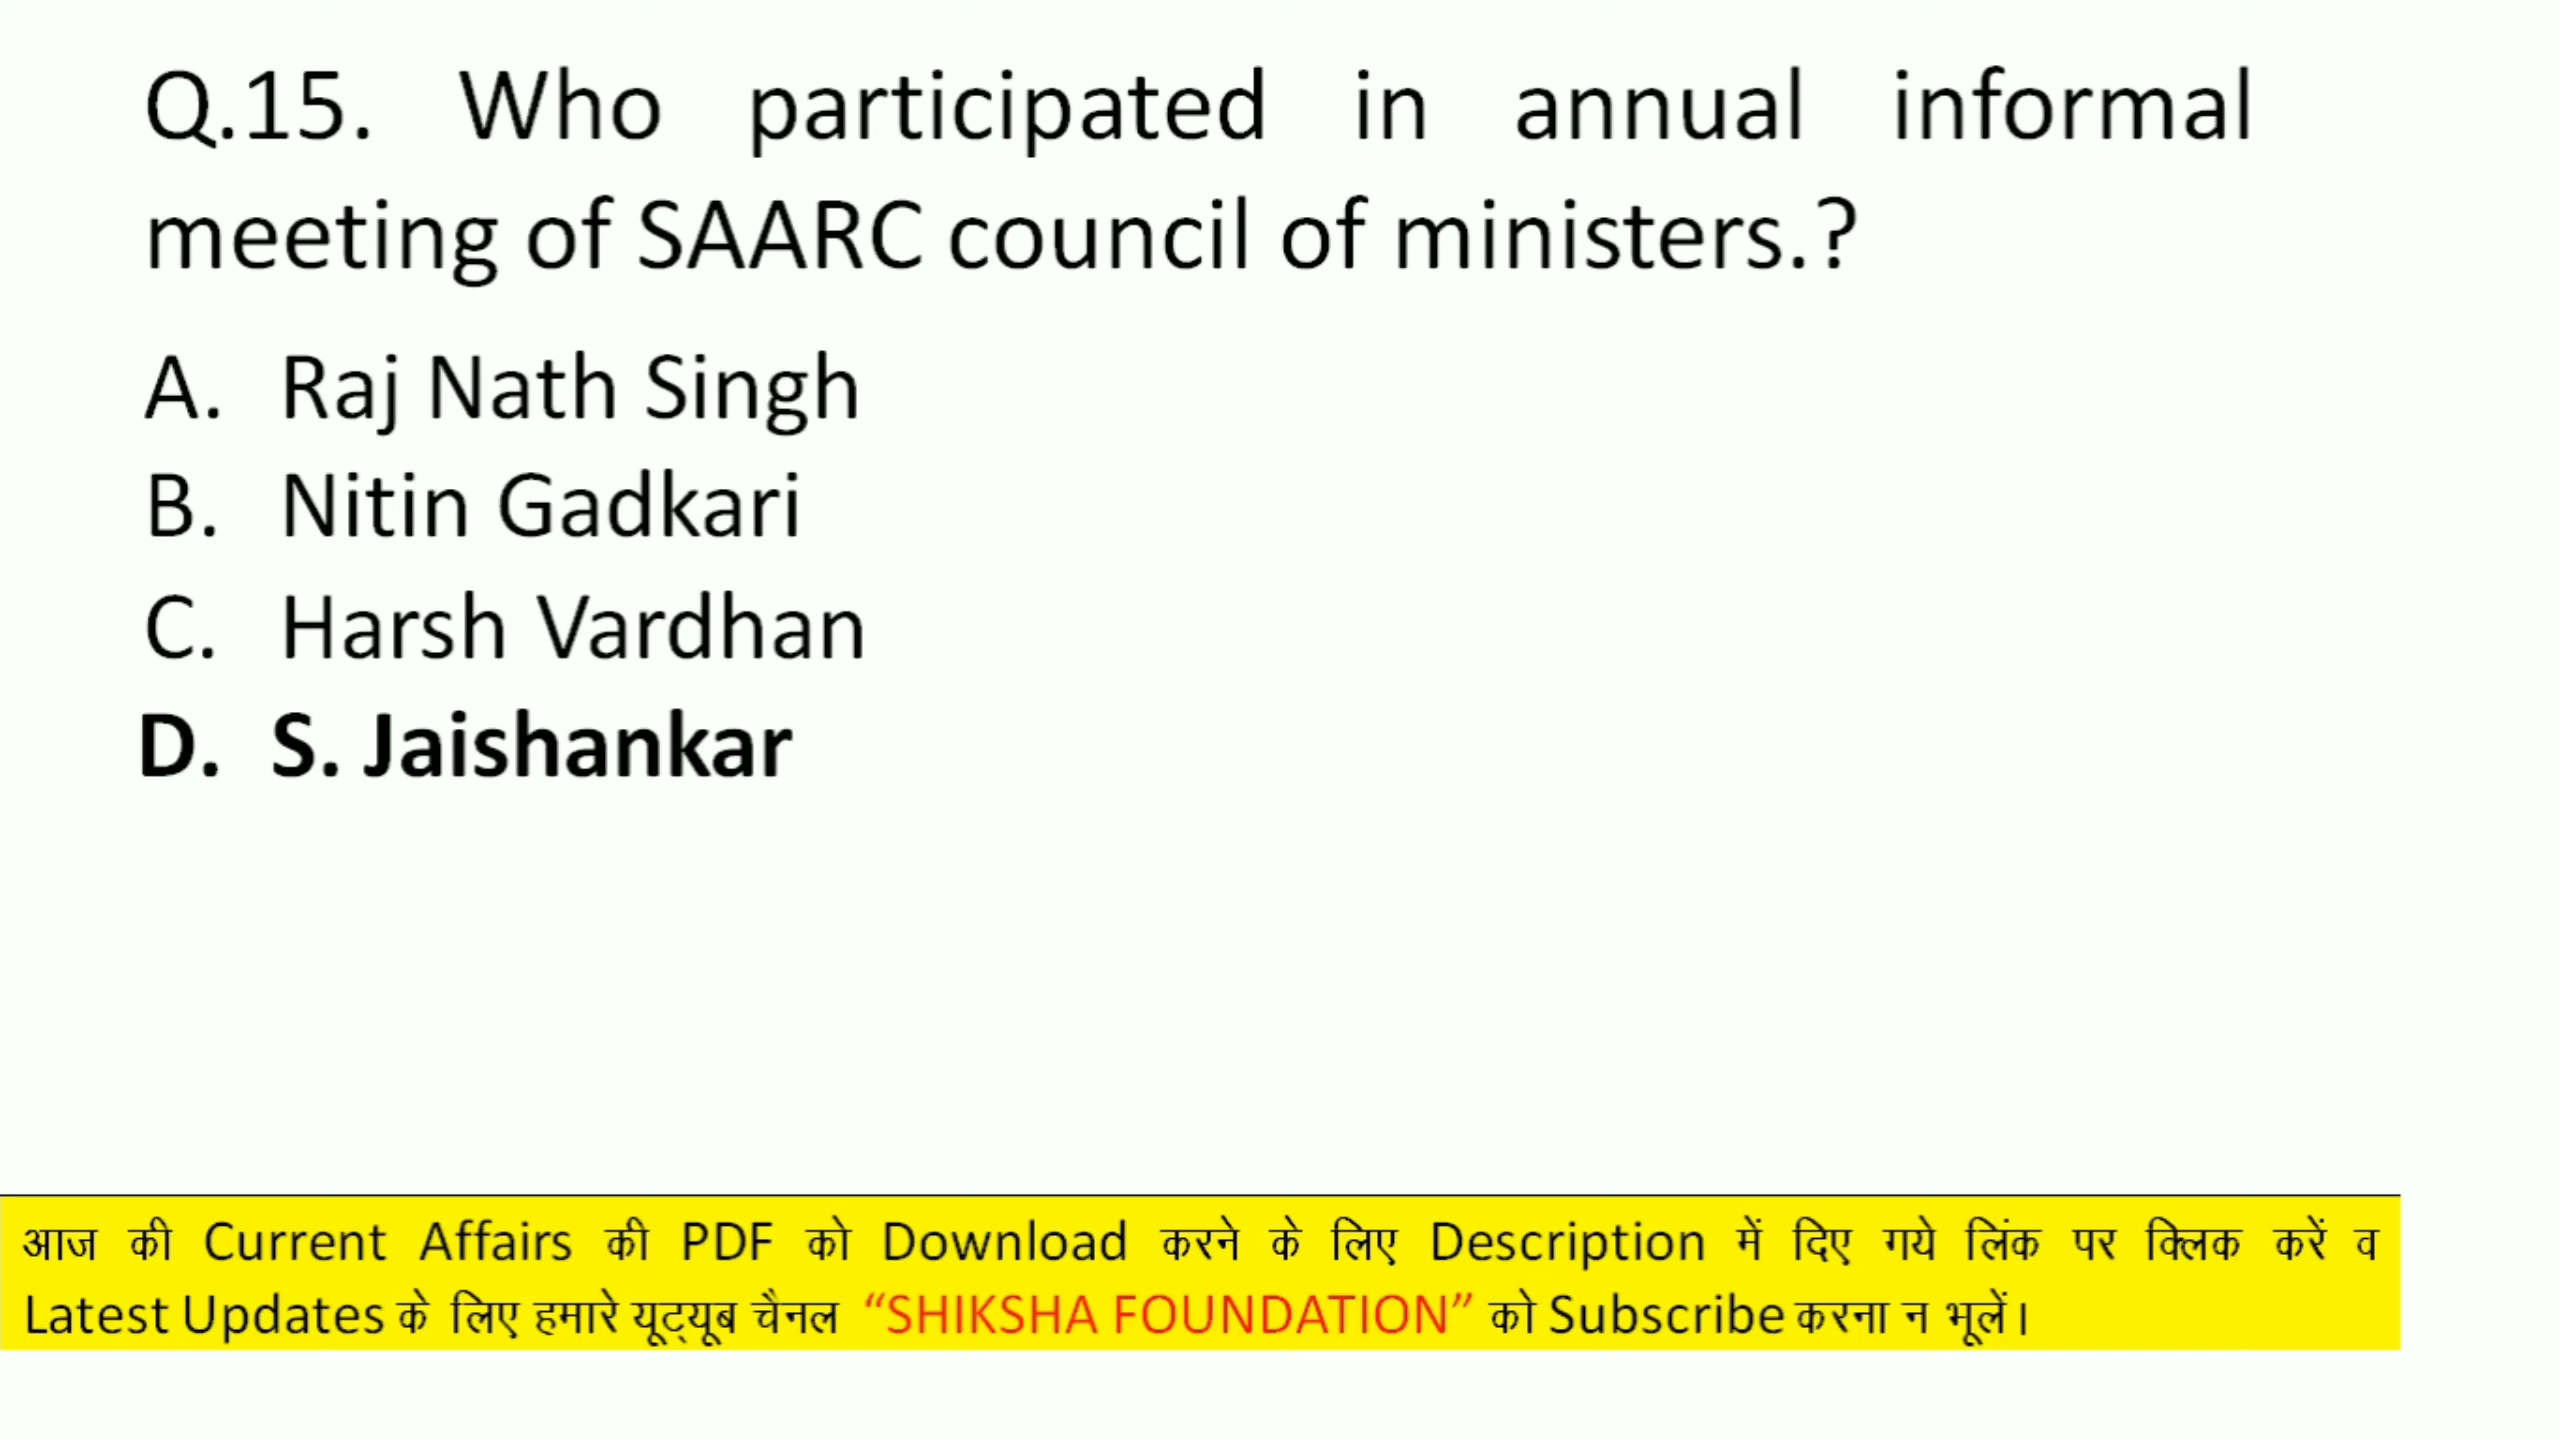 Q.15. Who participated in annual informal
meeting of SAARC council of ministers.?
A. Raj Nath Singh
B. Nitin Gadkari
C. Harsh Vardhan
D. S. Jaishankar
आज की Current Affairs की PDF को Download करने के लिए Description में दिए गये लिंक पर क्लिक करें व
Latest Updates के लिए हमारे यूट्यूब चैनल “SHIKSHA FOUNDATION” को Subscribe करना न भूलें।